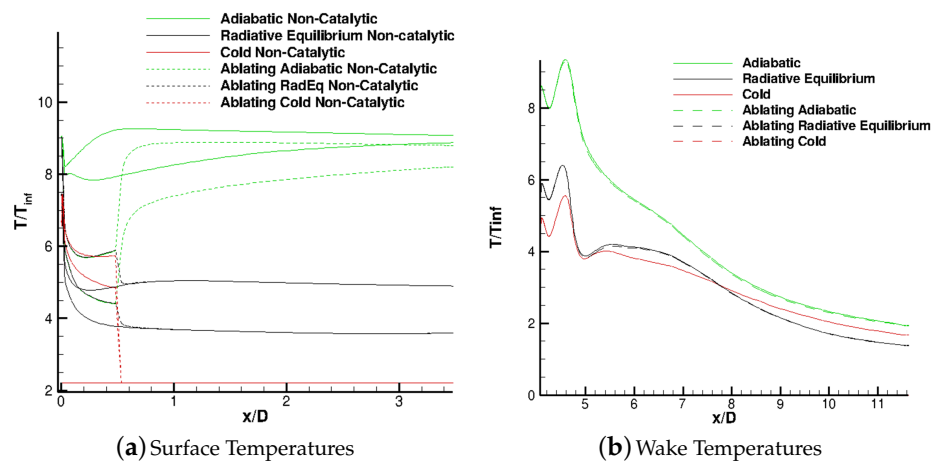 Adiabatic Non-Catalytic
Radiative Equilibrium Non-catalytic
Cold Non-Catalytic
Ablating Adiabatic Non-Catalytic
Ablating RadEq Non-Catalytic
Ablating Cold Non-Catalytic
10
8
6
4
2
T/Tinf
0
1
2
3
x/D
(a) Surface Temperatures
Adiabatic
Radiative Equilibrium
Cold
Ablating Adiabatic
Ablating Radiative Equilibrium
Ablating Cold
8
6
4
2
0
T/Tinf
5
6
7
8
9
10
11
x/D
(b) Wake Temperatures